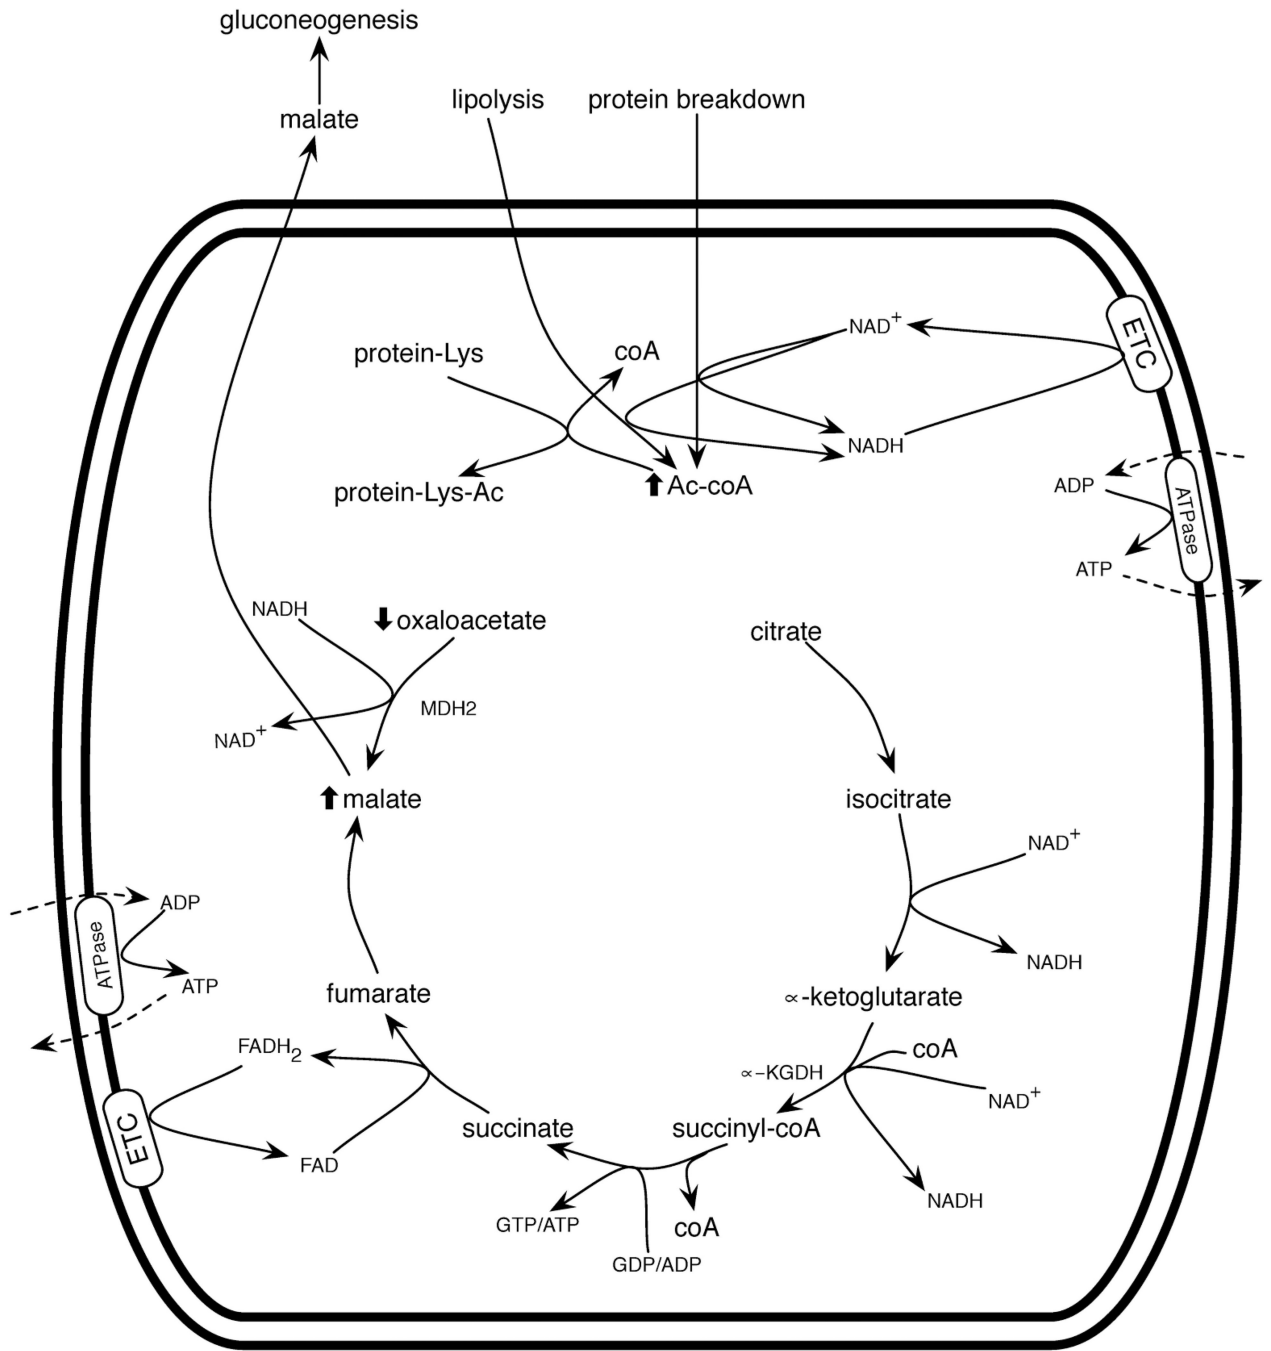 gluconeogenesis
malate
lipolysis
protein breakdown
NAD+
ETC
protein-Lys
coA
NADH
protein-Lys-Ac
Ac-coA
ADP
ATPase
ATP
NADH
oxaloacetate
citrate
MDH2
NAD+
malate
isocitrate
NAD+
ADP
ATPase
ATP
NADH
fumarate
∝-ketoglutarate
FADH2
coA
∝-KGDH
NAD+
ETC
succinate
succinyl-coA
FAD
NADH
GTP/ATP
coA
GDP/ADP